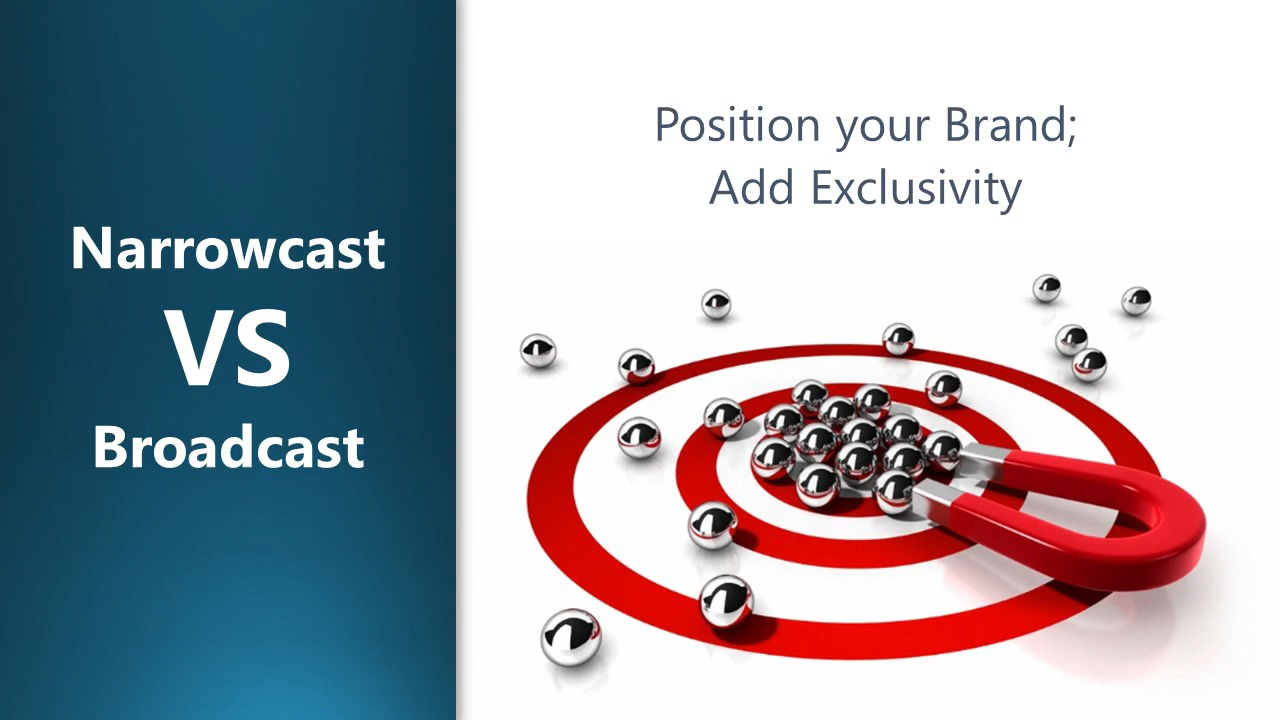 Narrowcast
VS
Broadcast
Position your Brand;
Add Exclusivity